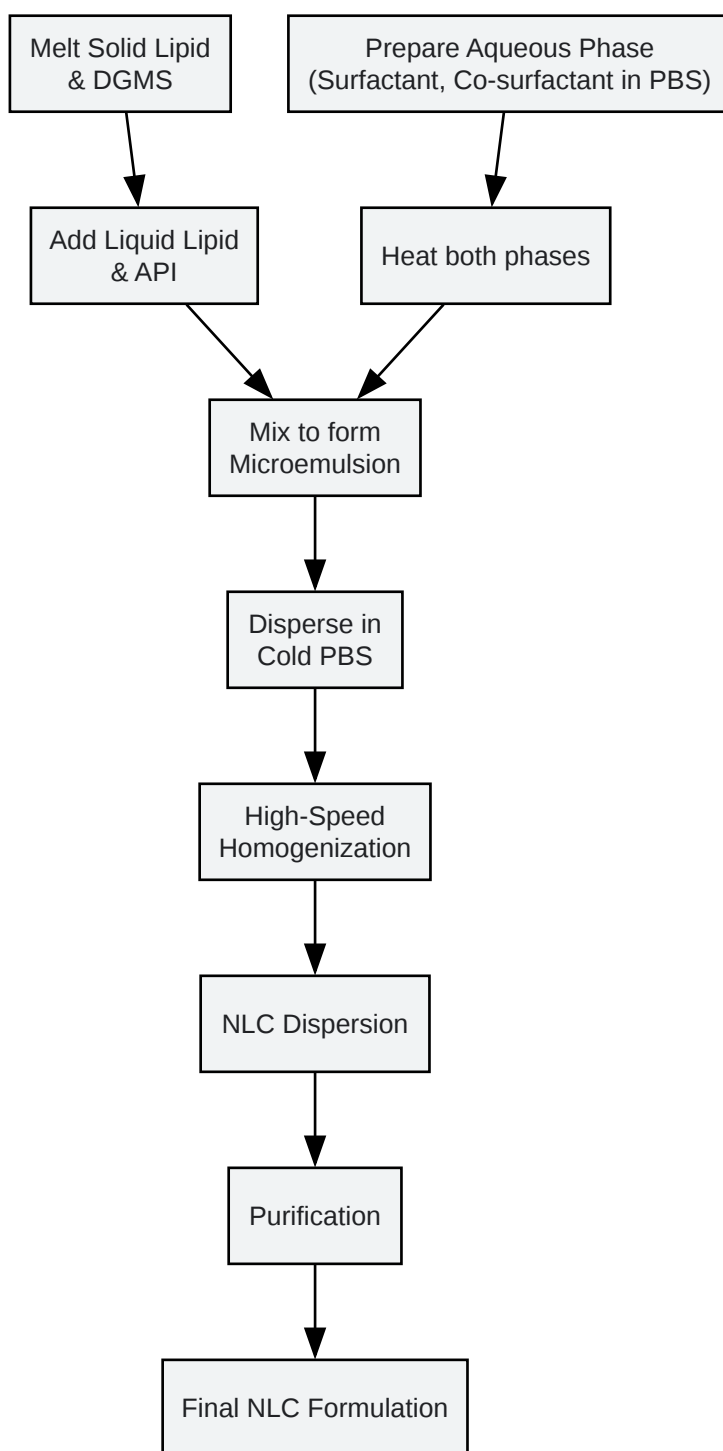 Melt Solid Lipid
& DGMS
Prepare Aqueous Phase
(Surfactant, Co-surfactant in PBS)
Add Liquid Lipid
& API
Heat both phases
Mix to form
Microemulsion
Disperse in
Cold PBS
High-Speed
Homogenization
NLC Dispersion
Purification
Final NLC Formulation